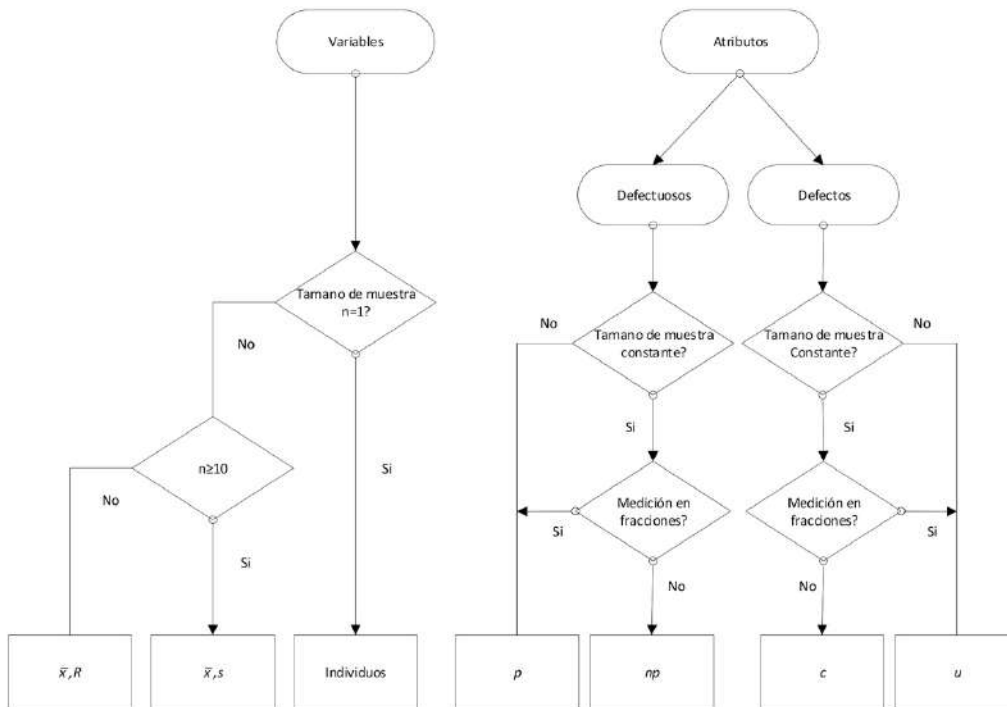 Variables
Atributos
Defectuosos
Defectos
Tamano de muestra
n=1?
No
Si
n≥10
No
Si
No
Tamano de muestra
constante?
Si
Medición en
fracciones?
Si
No
Tamano de muestra
Constante?
No
Si
Medición en
fracciones?
Si
No
x̄,R
x̄,s
Individuos
p
np
c
u